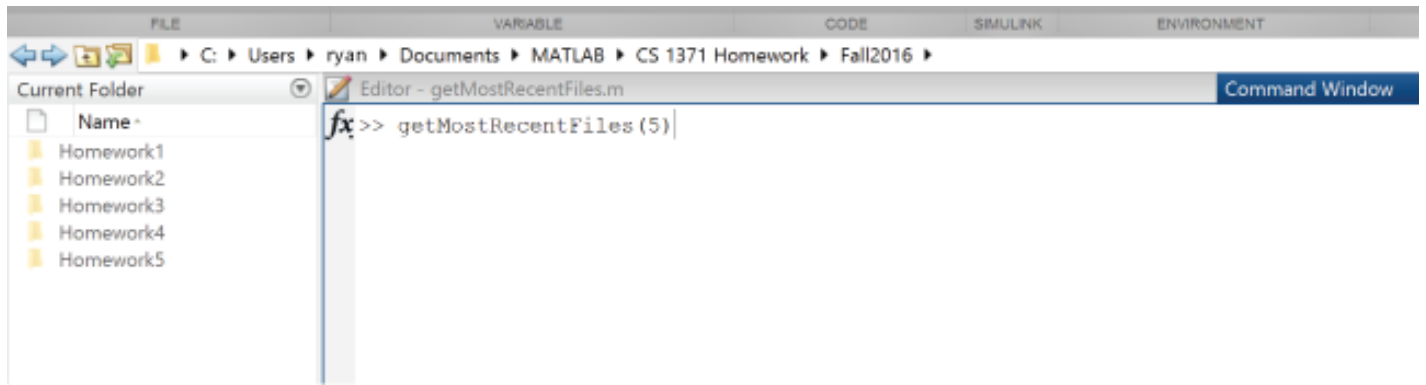 FILE VARIABLE CODE SIMULINK ENVIRONMENT
C: Users ryan Documents MATLAB CS 1371 Homework Fall2016
Current Folder Editor - getMostRecentFiles.m Command Window
Name
fx >> getMostRecentFiles(5)
Homework1
Homework2
Homework3
Homework4
Homework5